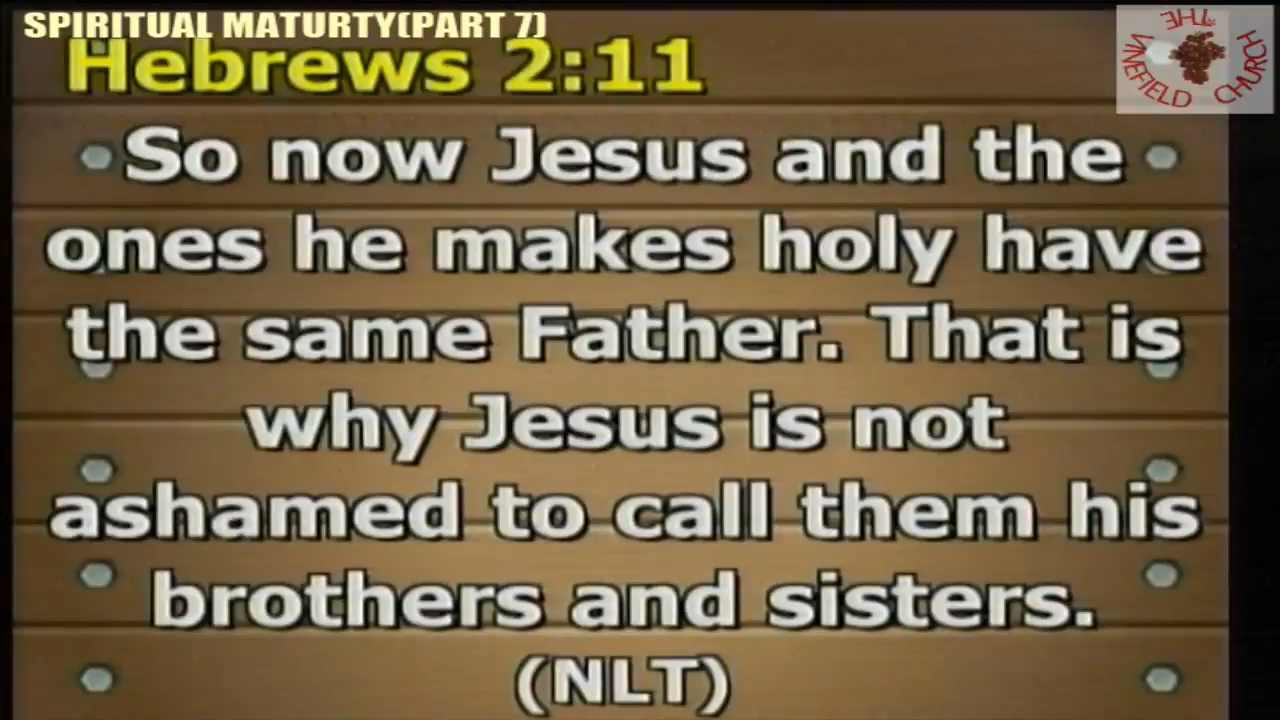 SPIRITUAL MATURTY(PART 7)
Hebrews 2:11
THE VINEFIELD CHURCH
So now Jesus and the
ones he makes holy have
the same Father. That is
why Jesus is not
ashamed to call them his
brothers and sisters.
(NLT)